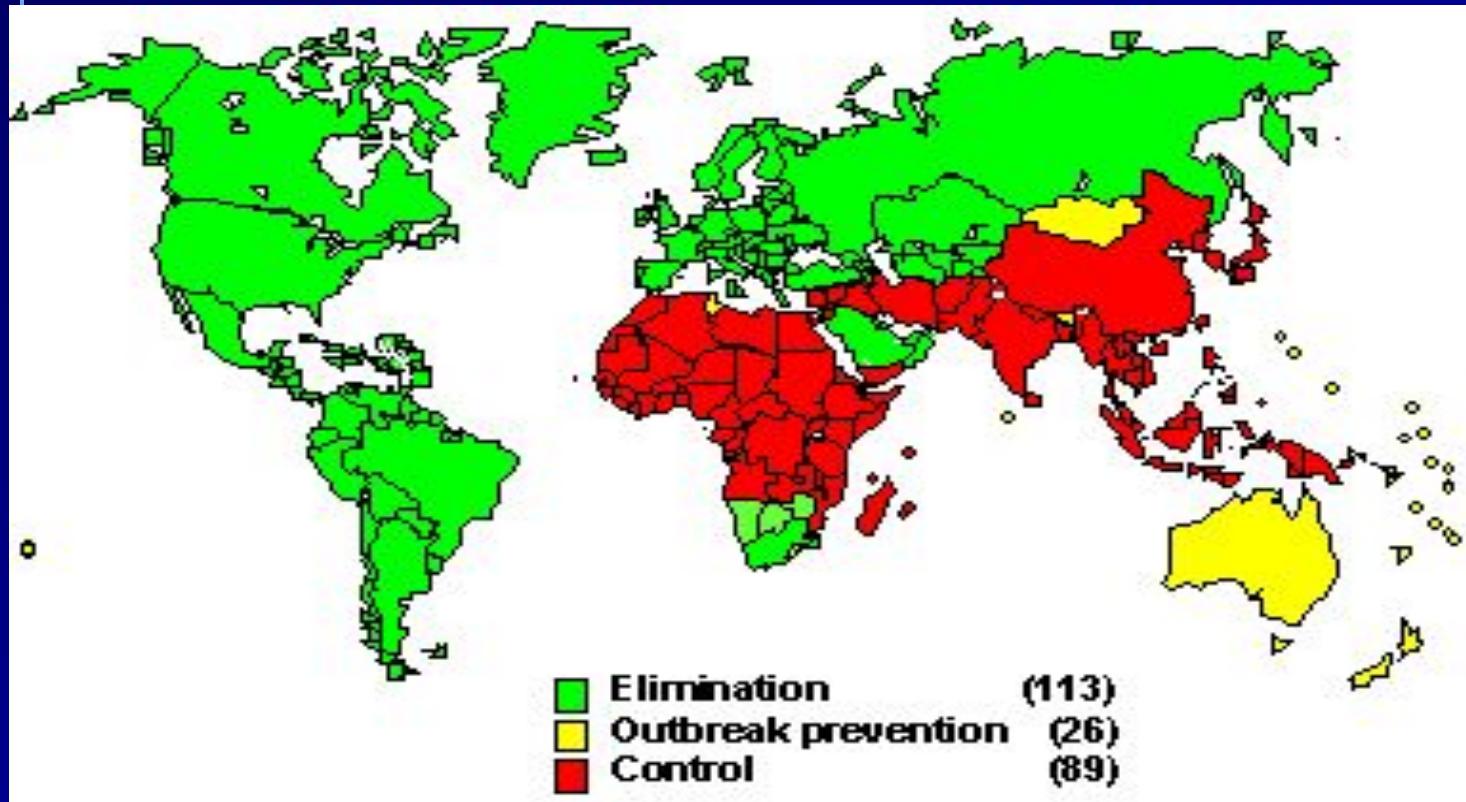 Elimination (113)
Outbreak prevention (26)
Control (89)